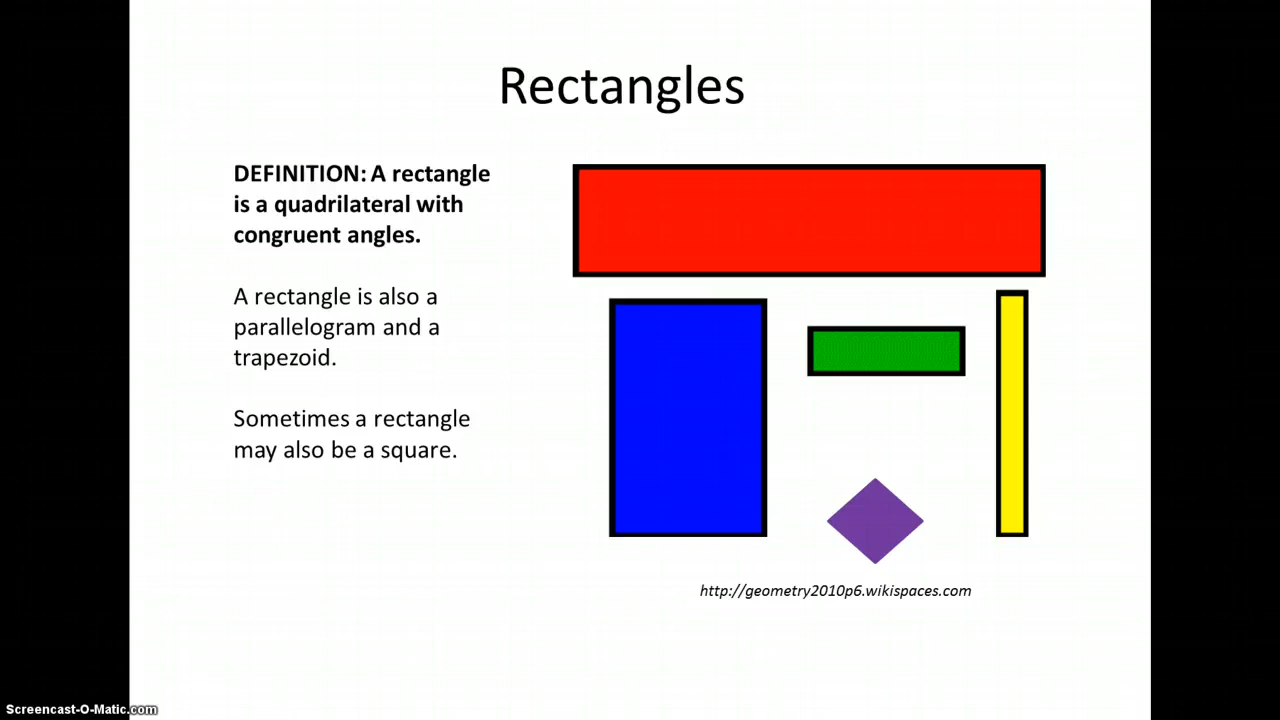 Rectangles
DEFINITION: A rectangle
is a quadrilateral with
congruent angles.
A rectangle is also a
parallelogram and a
trapezoid.
Sometimes a rectangle
may also be a square.
http://geometry2010p6.wikispaces.com
Screencast-O-Matic.com